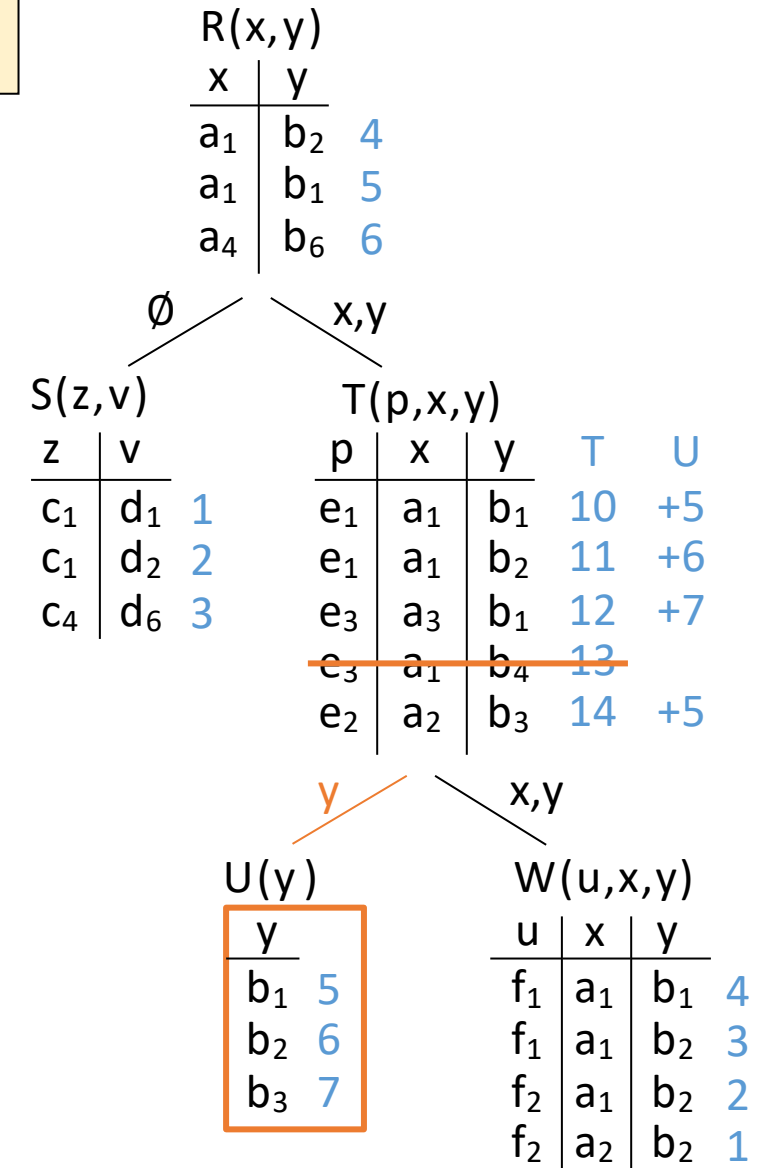 R(x,y)
x y
a₁ b₂ 4
a₁ b₁ 5
a₄ b₆ 6
∅ x,y
S(z,v)
z v
c₁ d₁ 1
c₁ d₂ 2
c₄ d₆ 3
T(p,x,y)
p x y T U
e₁ a₁ b₁ 10 +5
e₁ a₁ b₂ 11 +6
e₃ a₃ b₁ 12 +7
e₃ a₁ b₄ 13
e₂ a₂ b₃ 14 +5
y x,y
U(y)
y
b₁ 5
b₂ 6
b₃ 7
W(u,x,y)
u x y
f₁ a₁ b₁ 4
f₁ a₁ b₂ 3
f₂ a₁ b₂ 2
f₂ a₂ b₂ 1